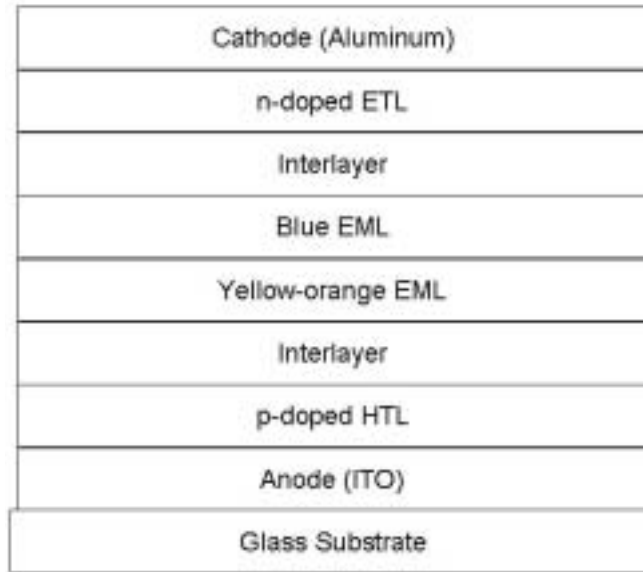 Cathode (Aluminum)
n-doped ETL
Interlayer
Blue EML
Yellow-orange EML
Interlayer
p-doped HTL
Anode (ITO)
Glass Substrate